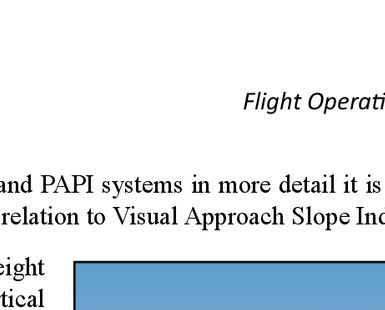 Flight Operati
and PAPI systems in more detail it is
relation to Visual Approach Slope Ind
eight
tical